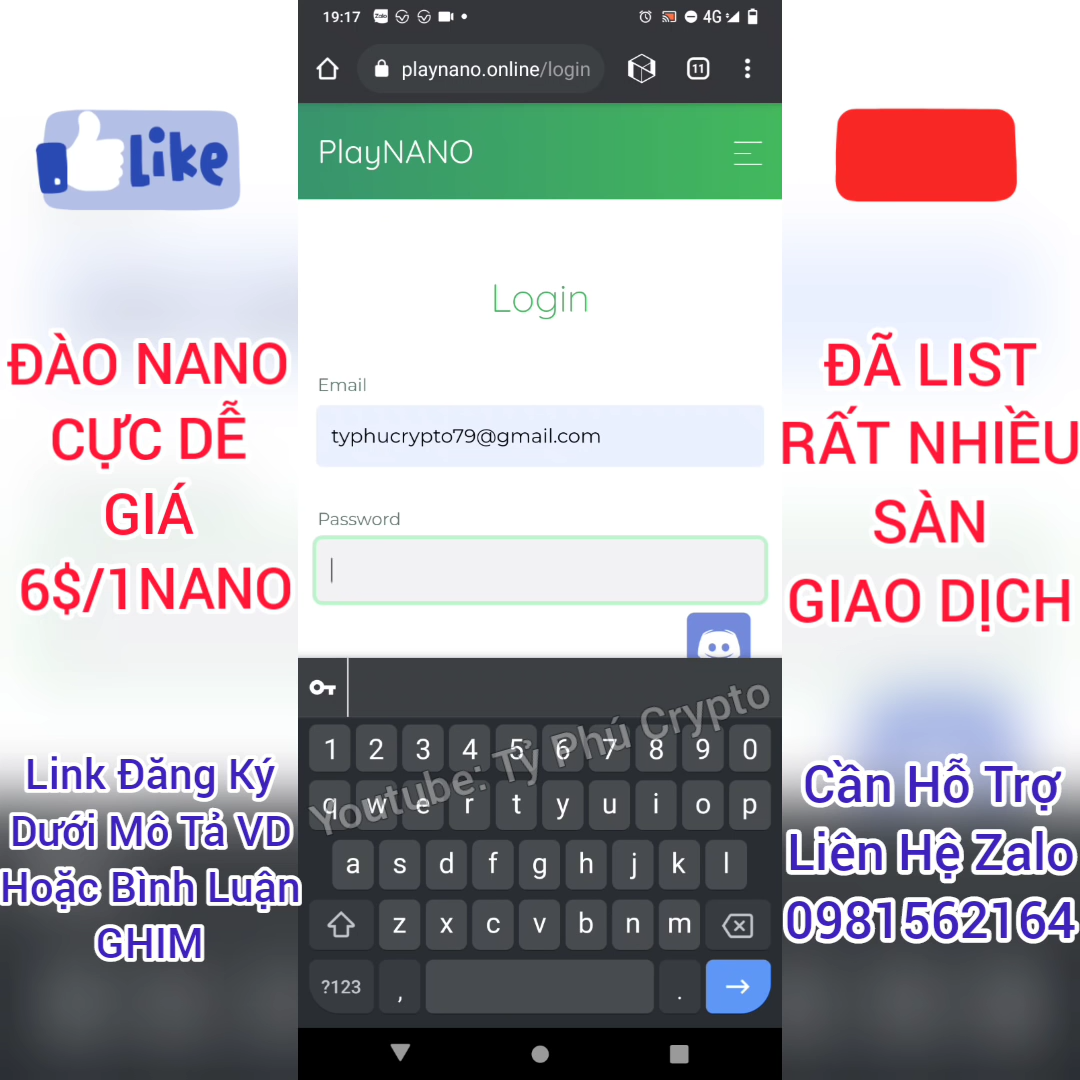 19:17
Zalo
4G
playnano.online/login
11
Like
PlayNANO
Login
ĐÀO NANO
CỰC DỄ
GIÁ
6$/1NANO
Email
typhucrypto79@gmail.com
Password
ĐÃ LIST
RẤT NHIỀU
SÀN
GIAO DỊCH
Youtube: Tỷ Phú Crypto
Link Đăng Ký
Dưới Mô Tả VD
Hoặc Bình Luận
GHIM
1 2 3 4 5 6 7 8 9 0
q w e r t y u i o p
a s d f g h j k l
z x c v b n m
?123 , .
Cần Hỗ Trợ
Liên Hệ Zalo
0981562164